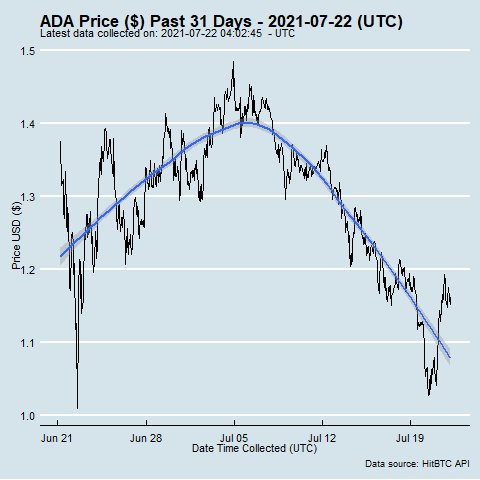 ADA Price ($) Past 31 Days - 2021-07-22 (UTC)
Latest data collected on: 2021-07-22 04:02:45  - UTC
1.5
1.4
1.3
1.2
1.1
1.0
Price USD ($)
Jun 21 Jun 28 Jul 05 Jul 12 Jul 19
Date Time Collected (UTC)
Data source: HitBTC API